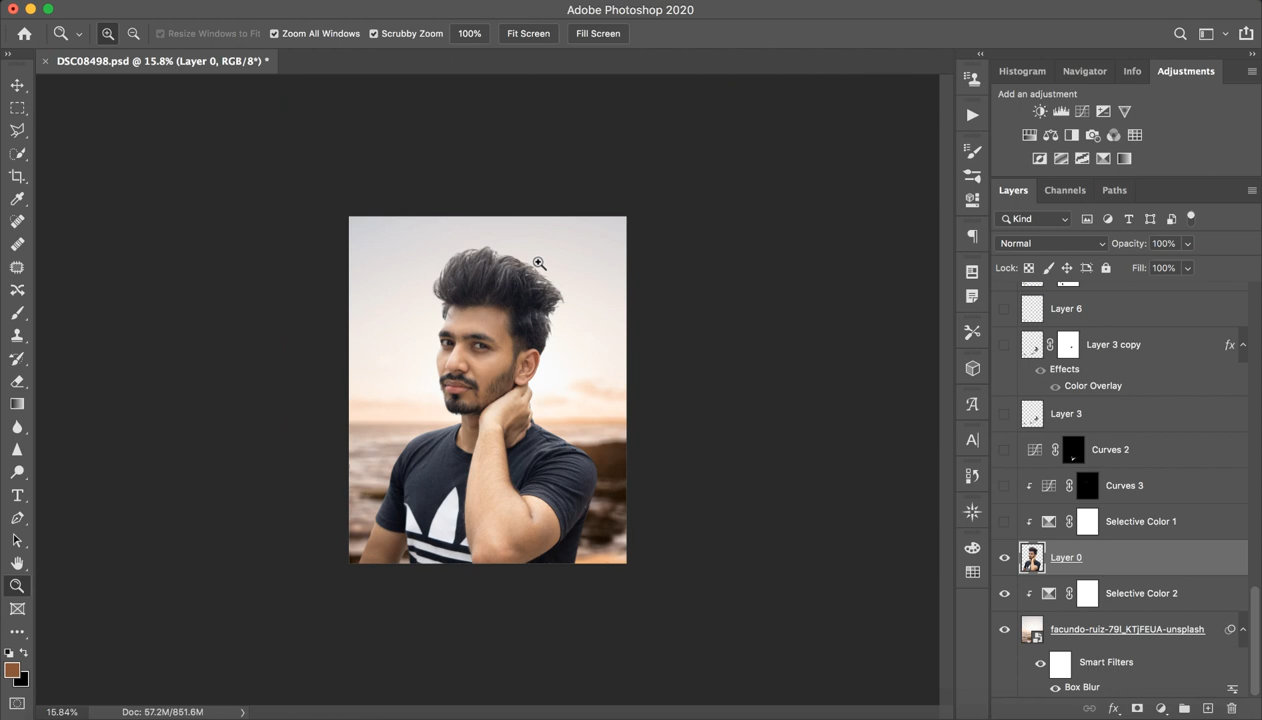 Adobe Photoshop 2020
Resize Windows to Fit
Zoom All Windows
Scrubby Zoom
100%
Fit Screen
Fill Screen
DSC08498.psd @ 15.8% (Layer 0, RGB/8*) *
Histogram
Navigator
Info
Adjustments
Add an adjustment
Layers
Channels
Paths
Kind
Normal
Opacity: 100%
Lock:
Fill: 100%
Layer 6
Layer 3 copy
fx
Effects
Color Overlay
Layer 3
Curves 2
Curves 3
Selective Color 1
Layer 0
Selective Color 2
facundo-ruiz-79l_KTjFEUA-unsplash
Smart Filters
Box Blur
15.84%
Doc: 57.2M/851.6M
fx